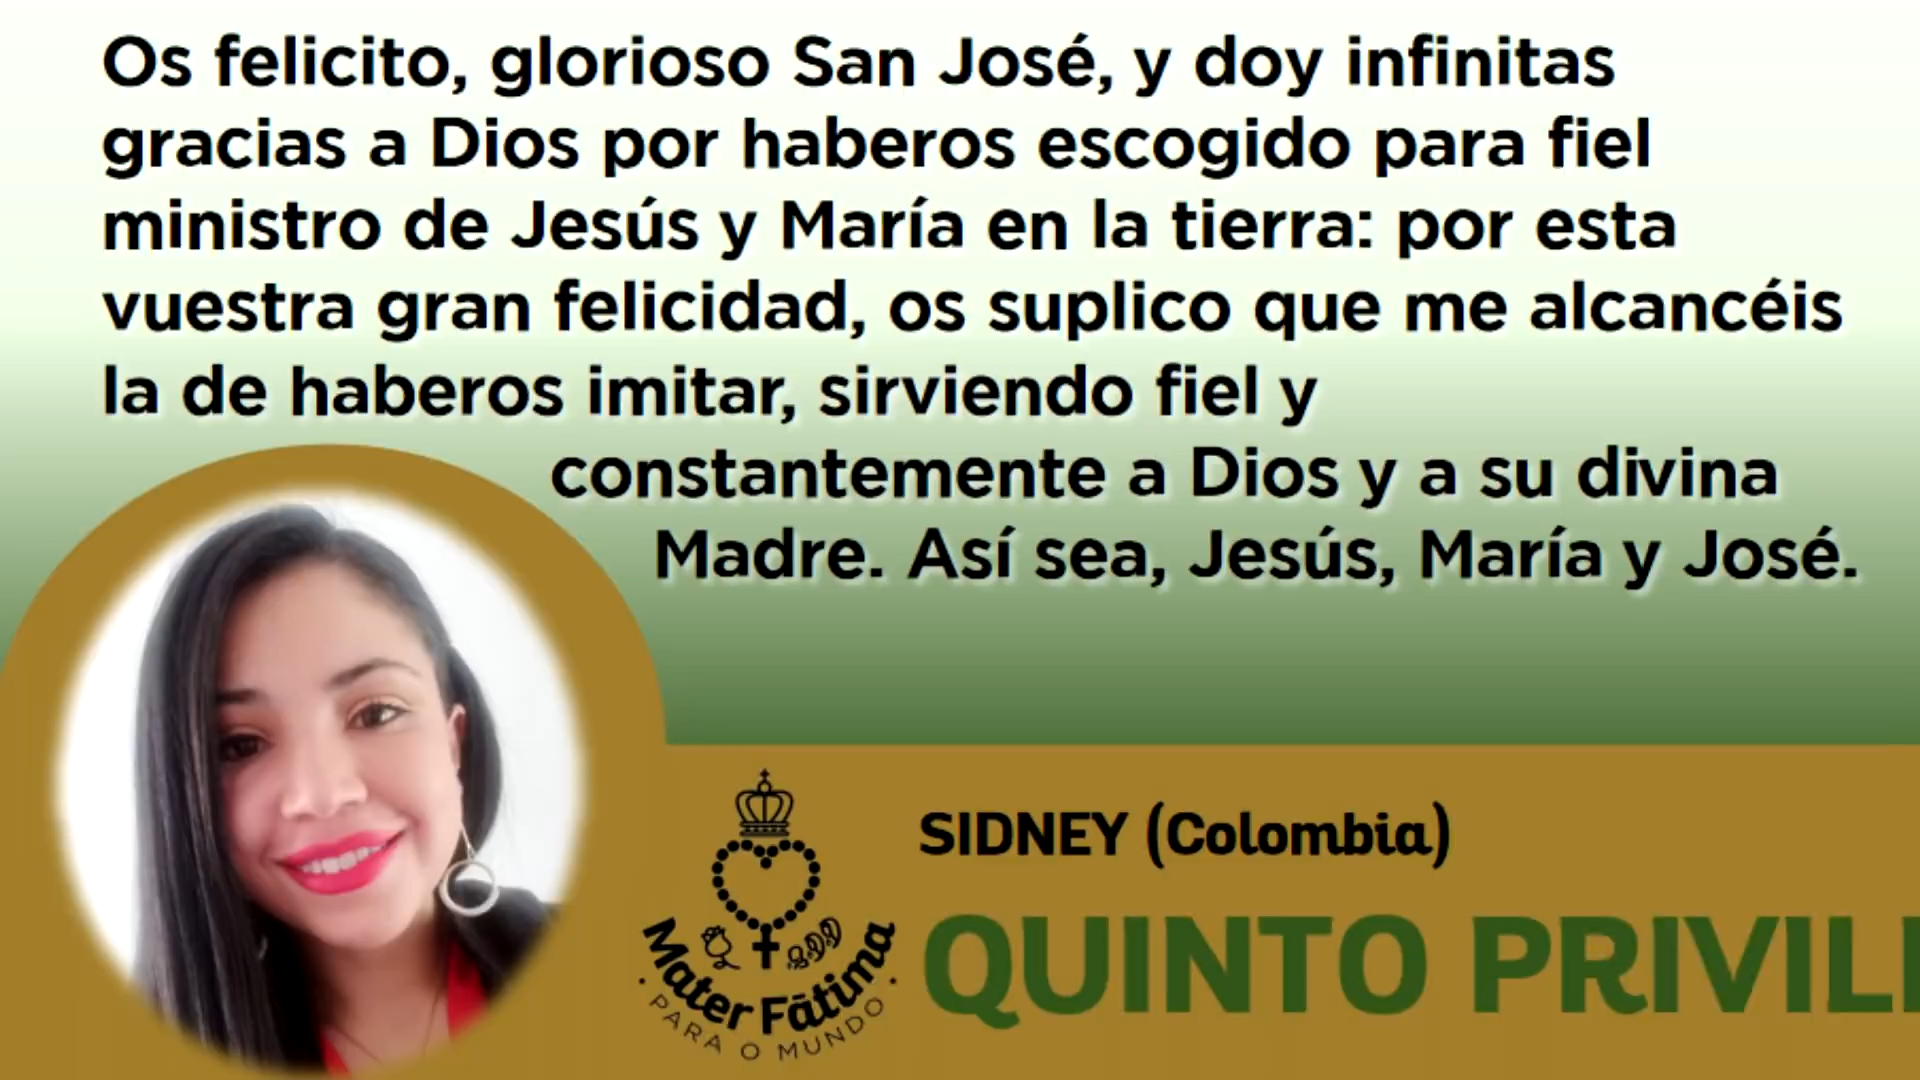 Os felicito, glorioso San José, y doy infinitas
gracias a Dios por haberos escogido para fiel
ministro de Jesús y María en la tierra: por esta
vuestra gran felicidad, os suplico que me alcancéis
la de haberos imitar, sirviendo fiel y
constantemente a Dios y a su divina
Madre. Así sea, Jesús, María y José.
SIDNEY (Colombia)
QUINTO PRIVILE
Mater Fátima
PARA O MUNDO